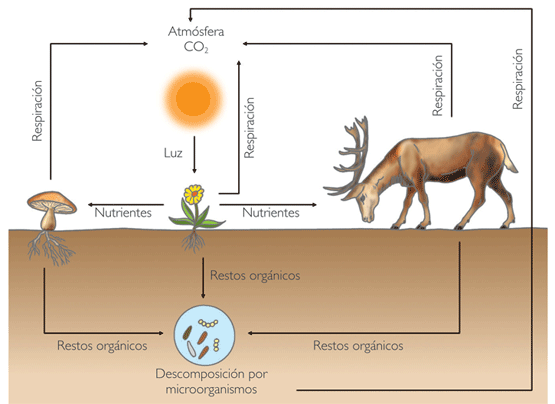 Atmósfera
CO₂
Respiración
Respiración
Respiración
Respiración
Luz
Nutrientes
Nutrientes
Restos orgánicos
Restos orgánicos
Restos orgánicos
Descomposición por
microorganismos